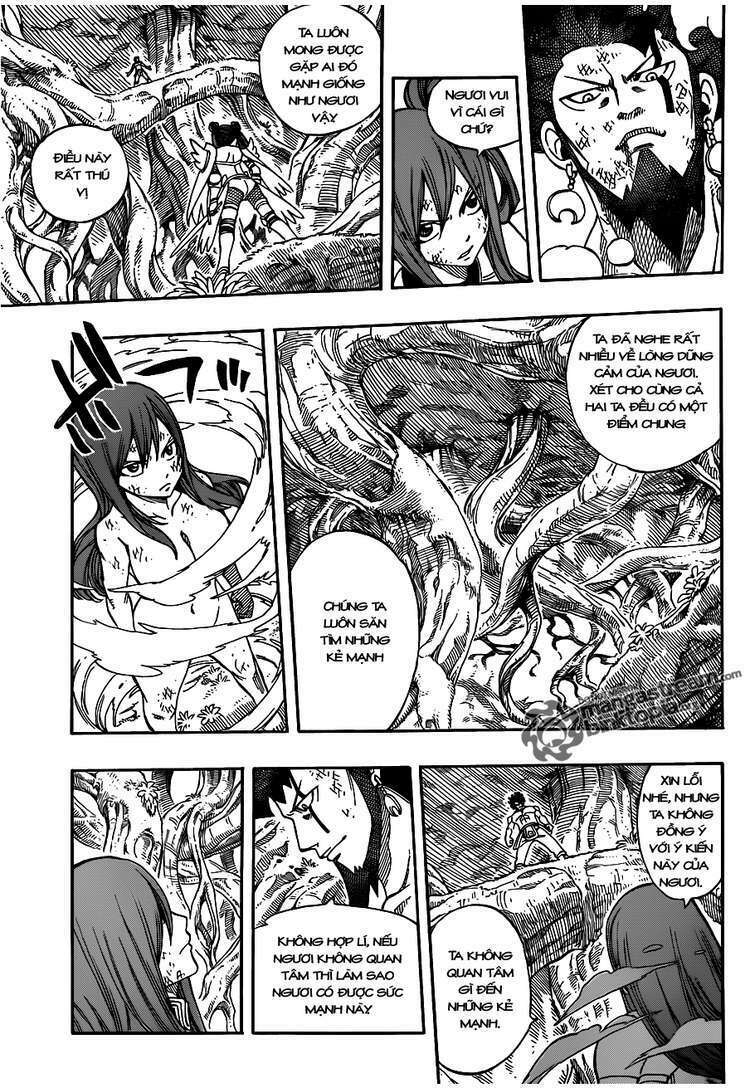 NGƯƠI VUI
VÌ CÁI GÌ
CHỨ?
TA LUÔN
MONG ĐƯỢC
GẶP AI ĐÓ
MẠNH GIỐNG
NHƯ NGƯƠI
VẬY
ĐIỀU NÀY
RẤT THÚ
VỊ
TA ĐÃ NGHE RẤT
NHIỀU VỀ LÒNG DŨNG
CẢM CỦA NGƯƠI.
XÉT CHO CÙNG CẢ
HAI TA ĐỀU CÓ MỘT
ĐIỂM CHUNG
CHÚNG TA
LUÔN SĂN
TÌM NHỮNG
KẺ MẠNH
mangastream.com
binktopia
XIN LỖI
NHÉ, NHƯNG
TA KHÔNG
ĐỒNG Ý
VỚI Ý KIẾN
NÀY CỦA
NGƯƠI.
TA KHÔNG
QUAN TÂM
GÌ ĐẾN
NHỮNG KẺ
MẠNH.
KHÔNG HỢP LÍ, NẾU
NGƯƠI KHÔNG QUAN
TÂM THÌ LÀM SAO
NGƯƠI CÓ ĐƯỢC SỨC
MẠNH NÀY